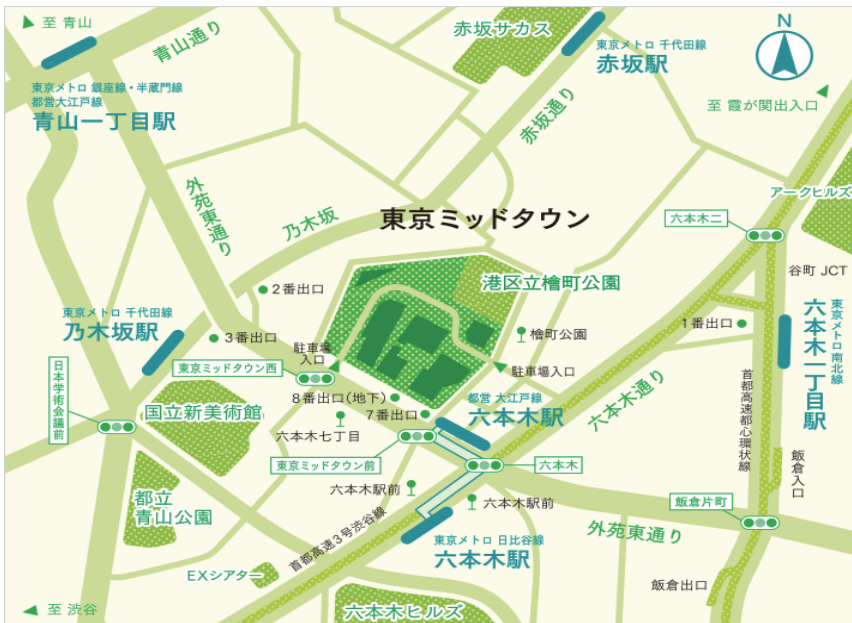 至 青山
青山通り
赤坂サカス
東京メトロ 千代田線
赤坂駅
N
東京メトロ 銀座線・半蔵門線
都営大江戸線
青山一丁目駅
至 霞が関出入口
赤坂通り
外苑東通り
乃木坂
東京ミッドタウン
アークヒルズ
六本木二
谷町 JCT
2番出口
港区立檜町公園
東京メトロ 千代田線
乃木坂駅
3番出口
駐車場
入口
檜町公園
1番出口
東京メトロ 南北線
六本木一丁目駅
日本学術会議前
東京ミッドタウン西
駐車場入口
8番出口(地下)
7番出口
都営 大江戸線
六本木駅
六本木通り
首都高速都心環状線
国立新美術館
六本木七丁目
東京ミッドタウン前
六本木
飯倉入口
都立
青山公園
六本木駅前
六本木駅前
飯倉片町
外苑東通り
首都高速3号渋谷線
東京メトロ 日比谷線
六本木駅
EXシアター
飯倉出口
至 渋谷
六本木ヒルズ